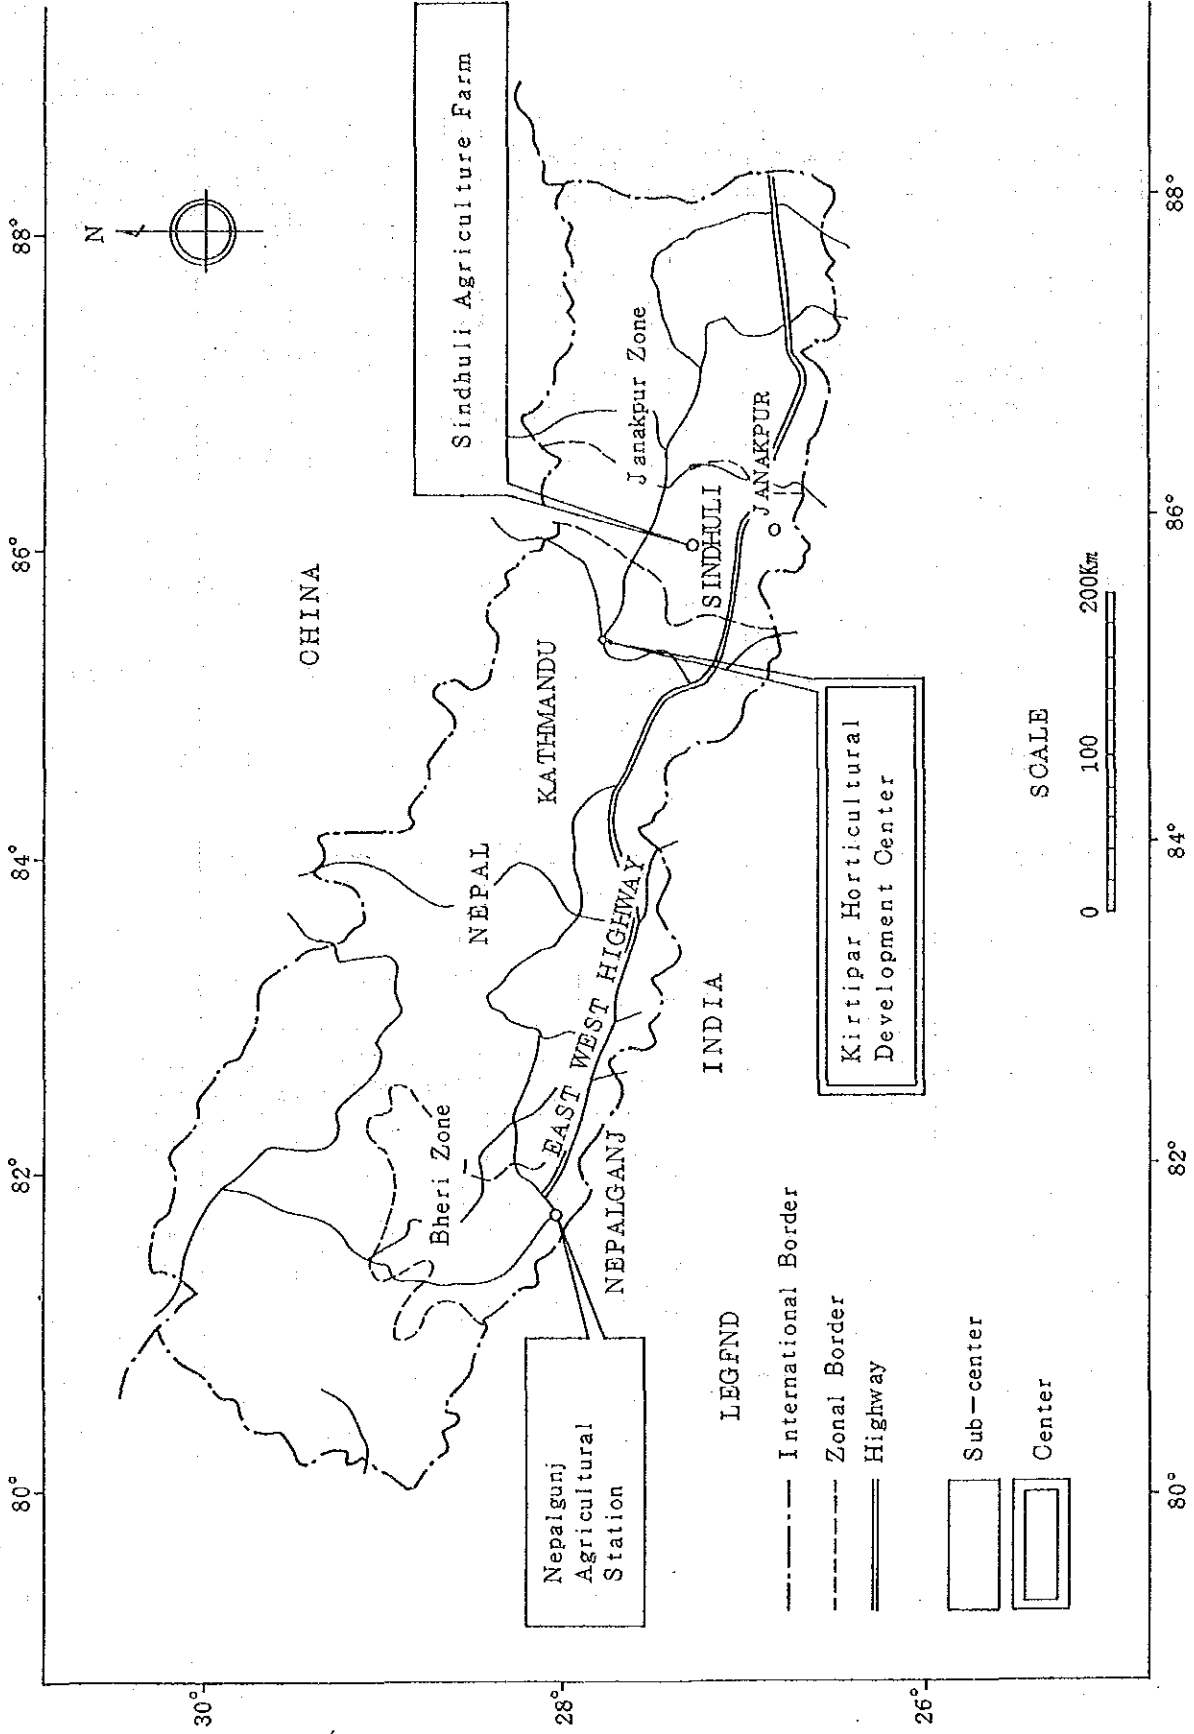 80°
82°
84°
86°
88°
N
30°
28°
26°
CHINA
Sindhuli Agriculture Farm
NEPAL
KATHMANDU
Bheri Zone
Janakpur Zone
EAST WEST HIGHWAY
SINDHULI
JANAKPUR
NEPALGANJ
INDIA
Nepalgunj
Agricultural
Station
Kirtipar Horticultural
Development Center
LEGFND
International Border
Zonal Border
Highway
Sub-center
Center
SCALE
0 100 200Km
80°
82°
84°
86°
88°